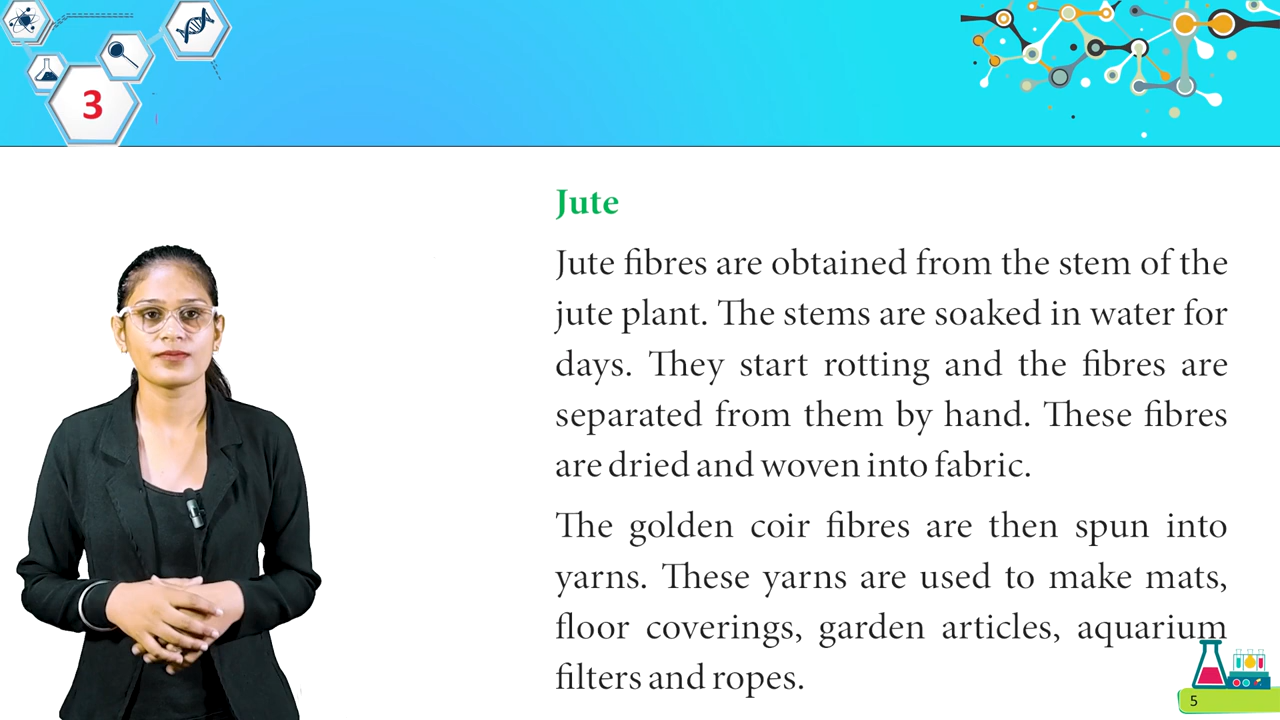 3
Jute
Jute fibres are obtained from the stem of the
jute plant. The stems are soaked in water for
days. They start rotting and the fibres are
separated from them by hand. These fibres
are dried and woven into fabric.
The golden coir fibres are then spun into
yarns. These yarns are used to make mats,
floor coverings, garden articles, aquarium
filters and ropes.
5